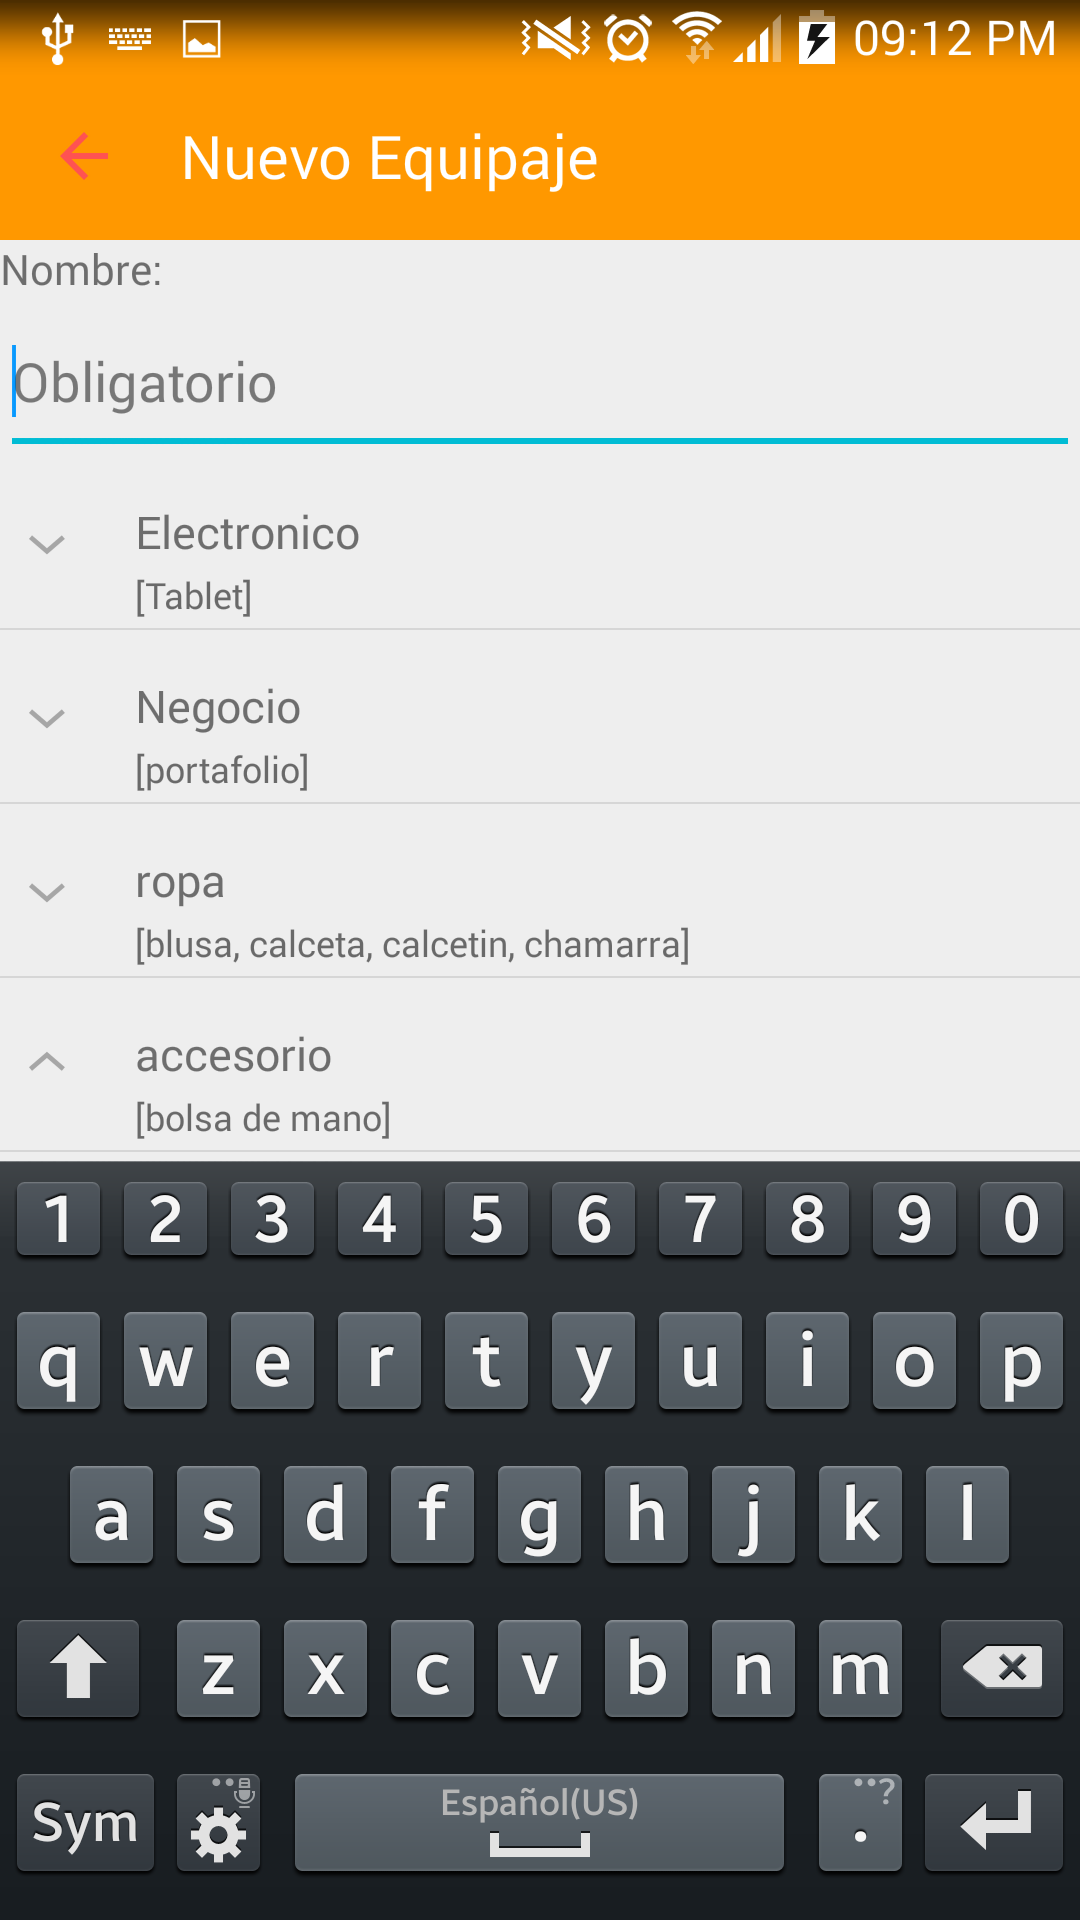 09:12 PM
Nuevo Equipaje
Nombre:
Obligatorio
Electronico
[Tablet]
Negocio
[portafolio]
ropa
[blusa, calceta, calcetin, chamarra]
accesorio
[bolsa de mano]
1 2 3 4 5 6 7 8 9 0
q w e r t y u i o p
a s d f g h j k l
z x c v b n m
Sym Español(US) . ?